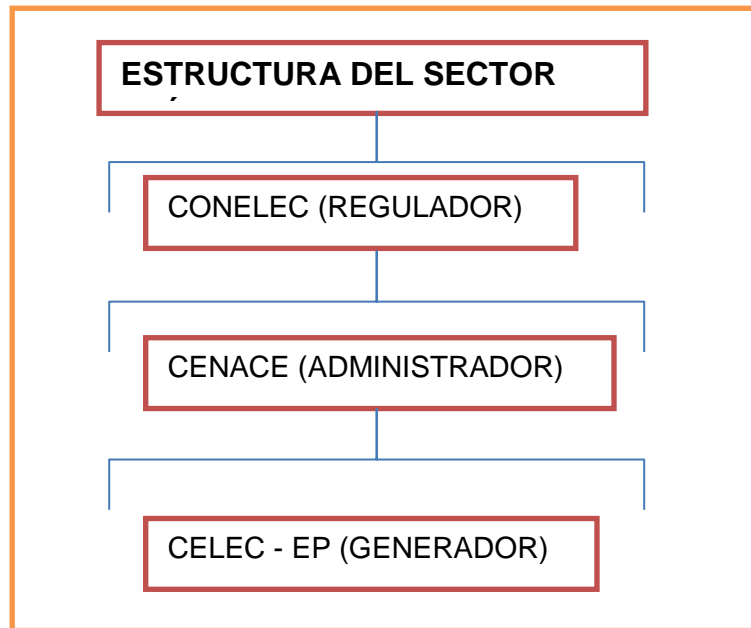 ESTRUCTURA DEL SECTOR
CONELEC (REGULADOR)
CENACE (ADMINISTRADOR)
CELEC - EP (GENERADOR)